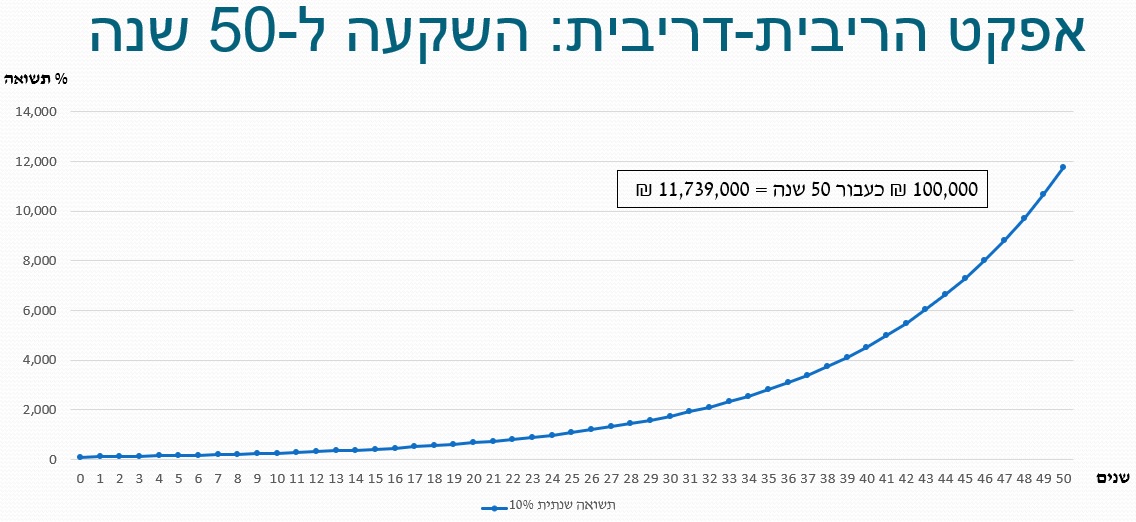 אפקט הריבית-דריבית: השקעה ל-50 שנה
% תשואה
14,000
12,000
100,000 ₪ כעבור 50 שנה = 11,739,000 ₪
10,000
8,000
6,000
4,000
2,000
0
0 1 2 3 4 5 6 7 8 9 10 11 12 13 14 15 16 17 18 19 20 21 22 23 24 25 26 27 28 29 30 31 32 33 34 35 36 37 38 39 40 41 42 43 44 45 46 47 48 49 50 שנים
תשואה שנתית 10%